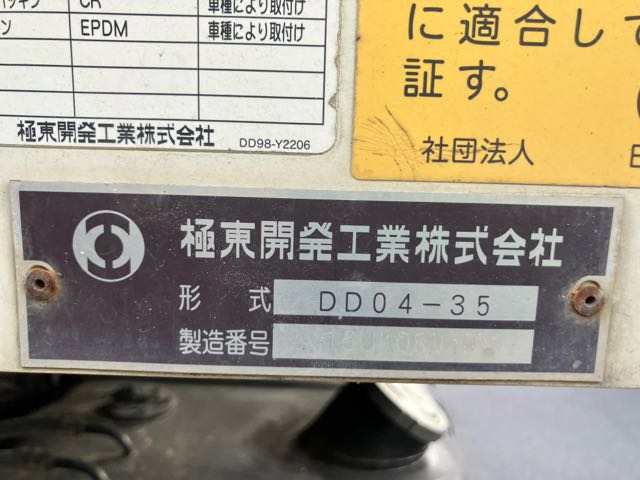 CR 車種により取付け
ン EPDM 車種により取付け
極東開発工業株式会社 DD98-Y2206
に適合して
証す。
社団法人
極東開発工業株式会社
形 式 DD04-35
製造番号